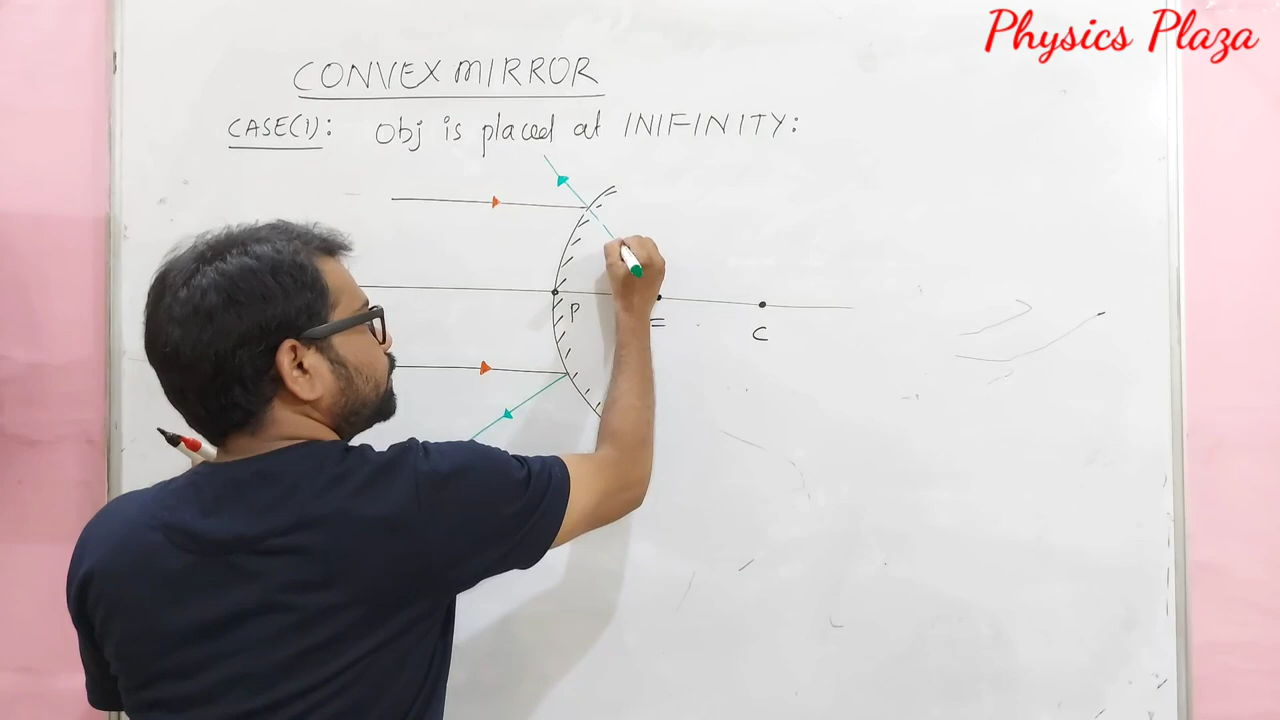 Physics Plaza
CONVEX MIRROR
CASE(1): Obj is placed at INIFINITY:
P
C